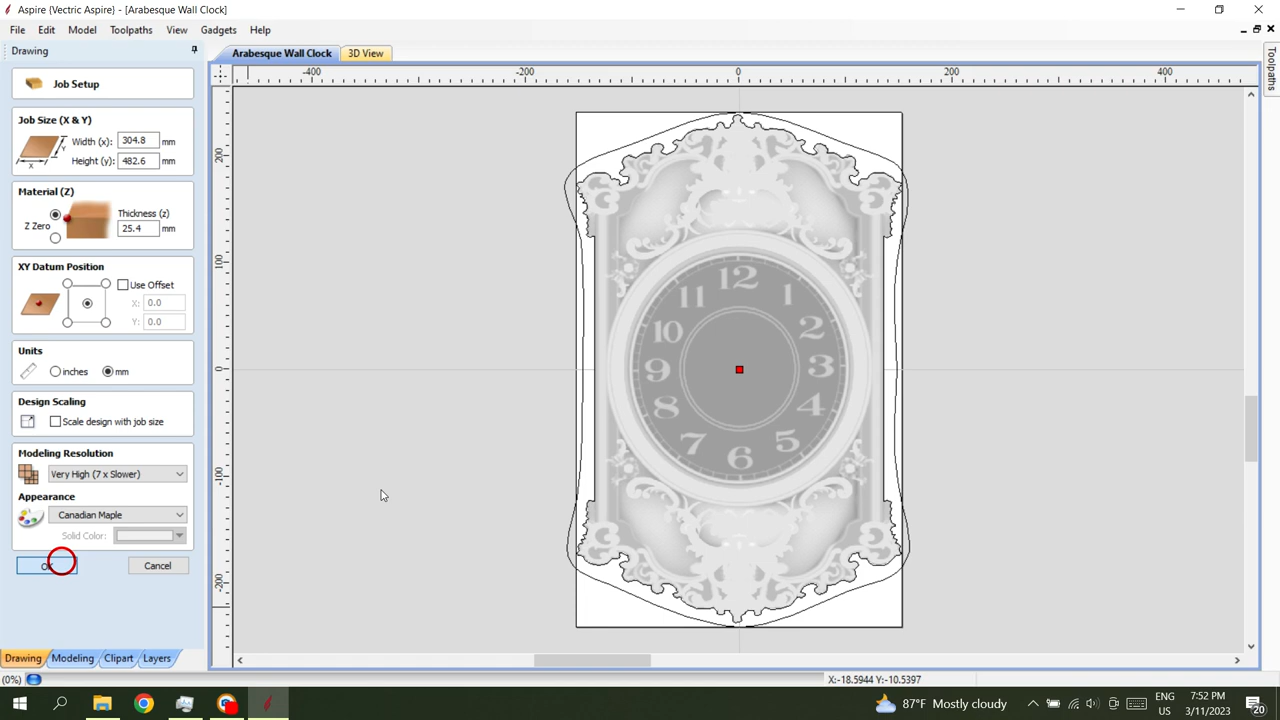 Aspire {Vectric Aspire} - [Arabesque Wall Clock]
File Edit Model Toolpaths View Gadgets Help
Drawing
Arabesque Wall Clock 3D View
Toolpaths
Job Setup
-400 -200 0 200 400
Job Size (X & Y)
Width (x): 304.8 mm
Height (y): 482.6 mm
X Y
Material (Z)
Z Zero
Thickness (z)
25.4 mm
XY Datum Position
Use Offset
X: 0.0
Y: 0.0
Units
inches mm
Design Scaling
Scale design with job size
Modeling Resolution
Very High (7 x Slower)
Appearance
Canadian Maple
Solid Color:
OK Cancel
200
100
0
-100
-200
12
11 1
10 2
9 3
8 4
7 5
6
Drawing Modeling Clipart Layers
(0%) X:-18.5944 Y:-10.5397
87°F Mostly cloudy
ENG
US
7:52 PM
3/11/2023
20